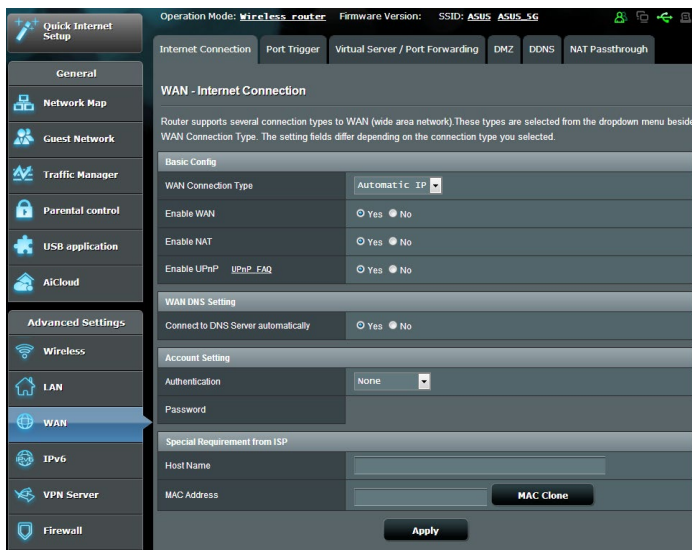 Operation Mode: Wireless router Firmware Version: SSID: ASUS ASUS_5G
Quick Internet
Setup
General
Network Map
Guest Network
Traffic Manager
Parental control
USB application
AiCloud
Advanced Settings
Wireless
LAN
WAN
IPv6
VPN Server
Firewall
Internet Connection Port Trigger Virtual Server / Port Forwarding DMZ DDNS NAT Passthrough
WAN - Internet Connection
Router supports several connection types to WAN (wide area network).These types are selected from the dropdown menu beside
WAN Connection Type. The setting fields differ depending on the connection type you selected.
Basic Config
WAN Connection Type Automatic IP
Enable WAN Yes No
Enable NAT Yes No
Enable UPnP UPnP FAQ Yes No
WAN DNS Setting
Connect to DNS Server automatically Yes No
Account Setting
Authentication None
Password
Special Requirement from ISP
Host Name
MAC Address MAC Clone
Apply